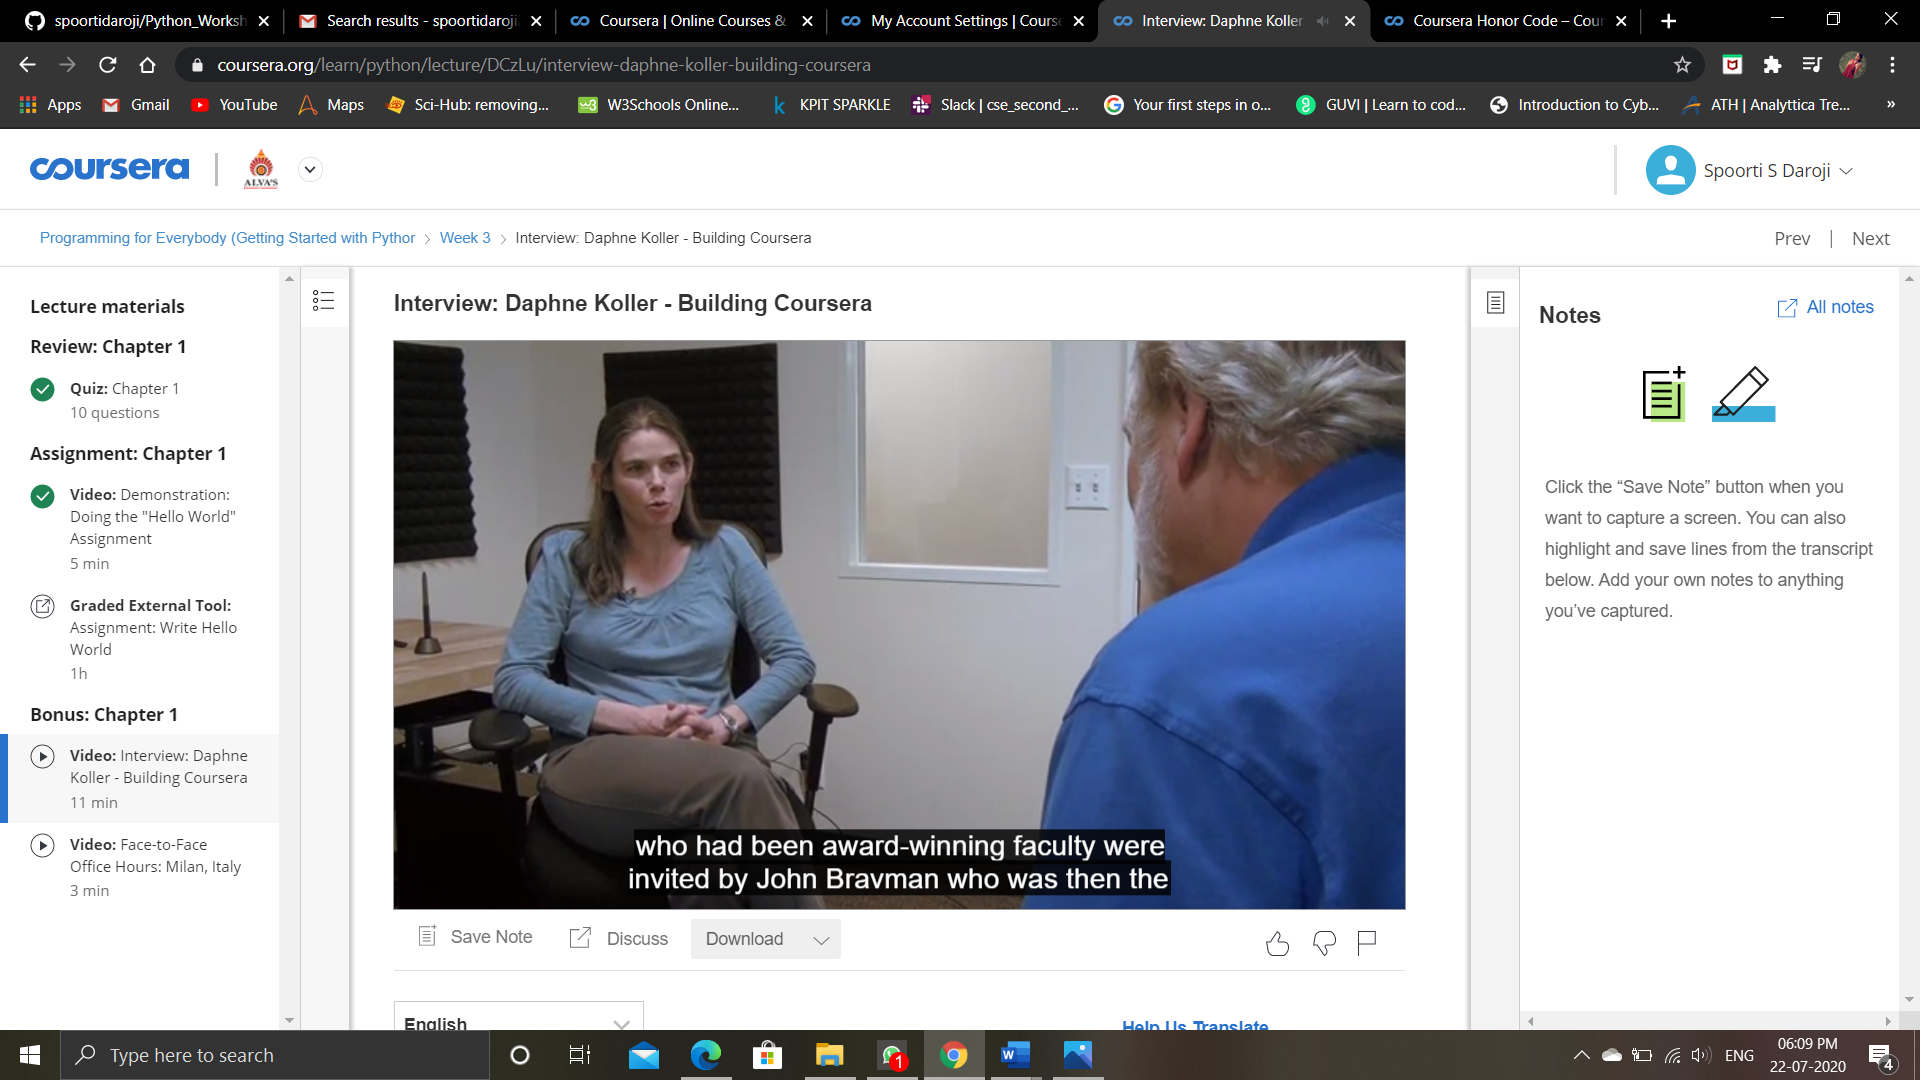 spoortidaroji/Python_Worksh
Search results - spoortidaroji
Coursera | Online Courses &
My Account Settings | Cours
Interview: Daphne Koller
Coursera Honor Code – Cour
coursera.org/learn/python/lecture/DCzLu/interview-daphne-koller-building-coursera
Apps
Gmail
YouTube
Maps
Sci-Hub: removing...
W3Schools Online...
KPIT SPARKLE
Slack | cse_second_...
Your first steps in o...
GUVI | Learn to cod...
Introduction to Cyb...
ATH | Analyttica Tre...
»
coursera
ALVA'S
Spoorti S Daroji
Programming for Everybody (Getting Started with Python
Week 3
Interview: Daphne Koller - Building Coursera
Prev | Next
Lecture materials
Review: Chapter 1
Quiz: Chapter 1
10 questions
Assignment: Chapter 1
Video: Demonstration:
Doing the "Hello World"
Assignment
5 min
Graded External Tool:
Assignment: Write Hello
World
1h
Bonus: Chapter 1
Video: Interview: Daphne
Koller - Building Coursera
11 min
Video: Face-to-Face
Office Hours: Milan, Italy
3 min
Interview: Daphne Koller - Building Coursera
who had been award-winning faculty were
invited by John Bravman who was then the
Save Note
Discuss
Download
English
Help Us Translate
Notes
All notes
Click the “Save Note” button when you
want to capture a screen. You can also
highlight and save lines from the transcript
below. Add your own notes to anything
you’ve captured.
Type here to search
1
ENG
06:09 PM
22-07-2020
4